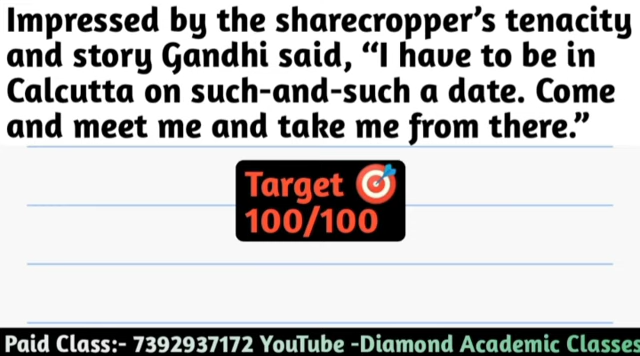 Impressed by the sharecropper’s tenacity
and story Gandhi said, “I have to be in
Calcutta on such-and-such a date. Come
and meet me and take me from there.”
Target 🎯
100/100
Paid Class:- 7392937172 YouTube -Diamond Academic Classes